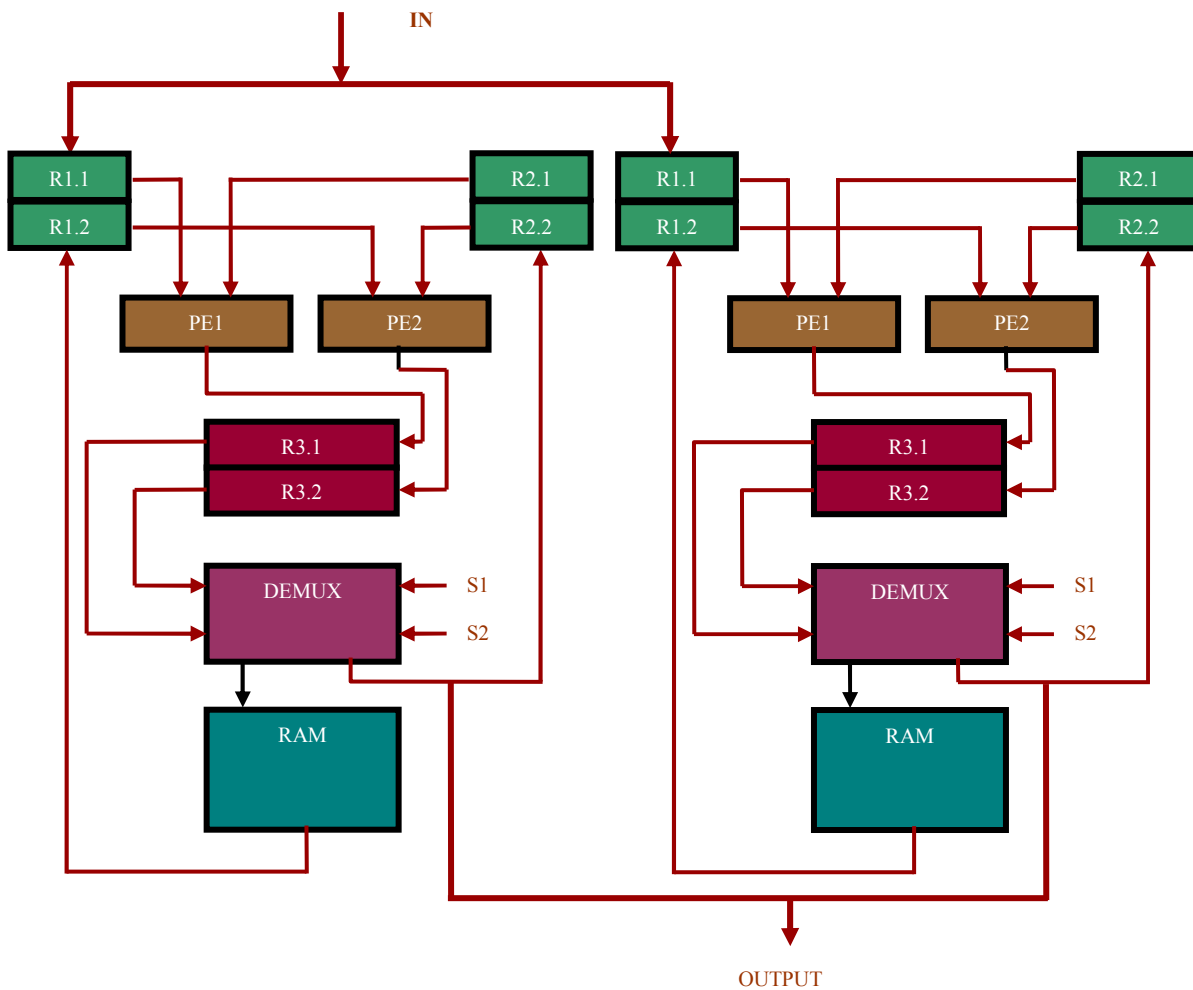 IN
R1.1
R1.2
R2.1
R2.2
PE1
PE2
R3.1
R3.2
DEMUX
S1
S2
RAM
R1.1
R1.2
R2.1
R2.2
PE1
PE2
R3.1
R3.2
DEMUX
S1
S2
RAM
OUTPUT